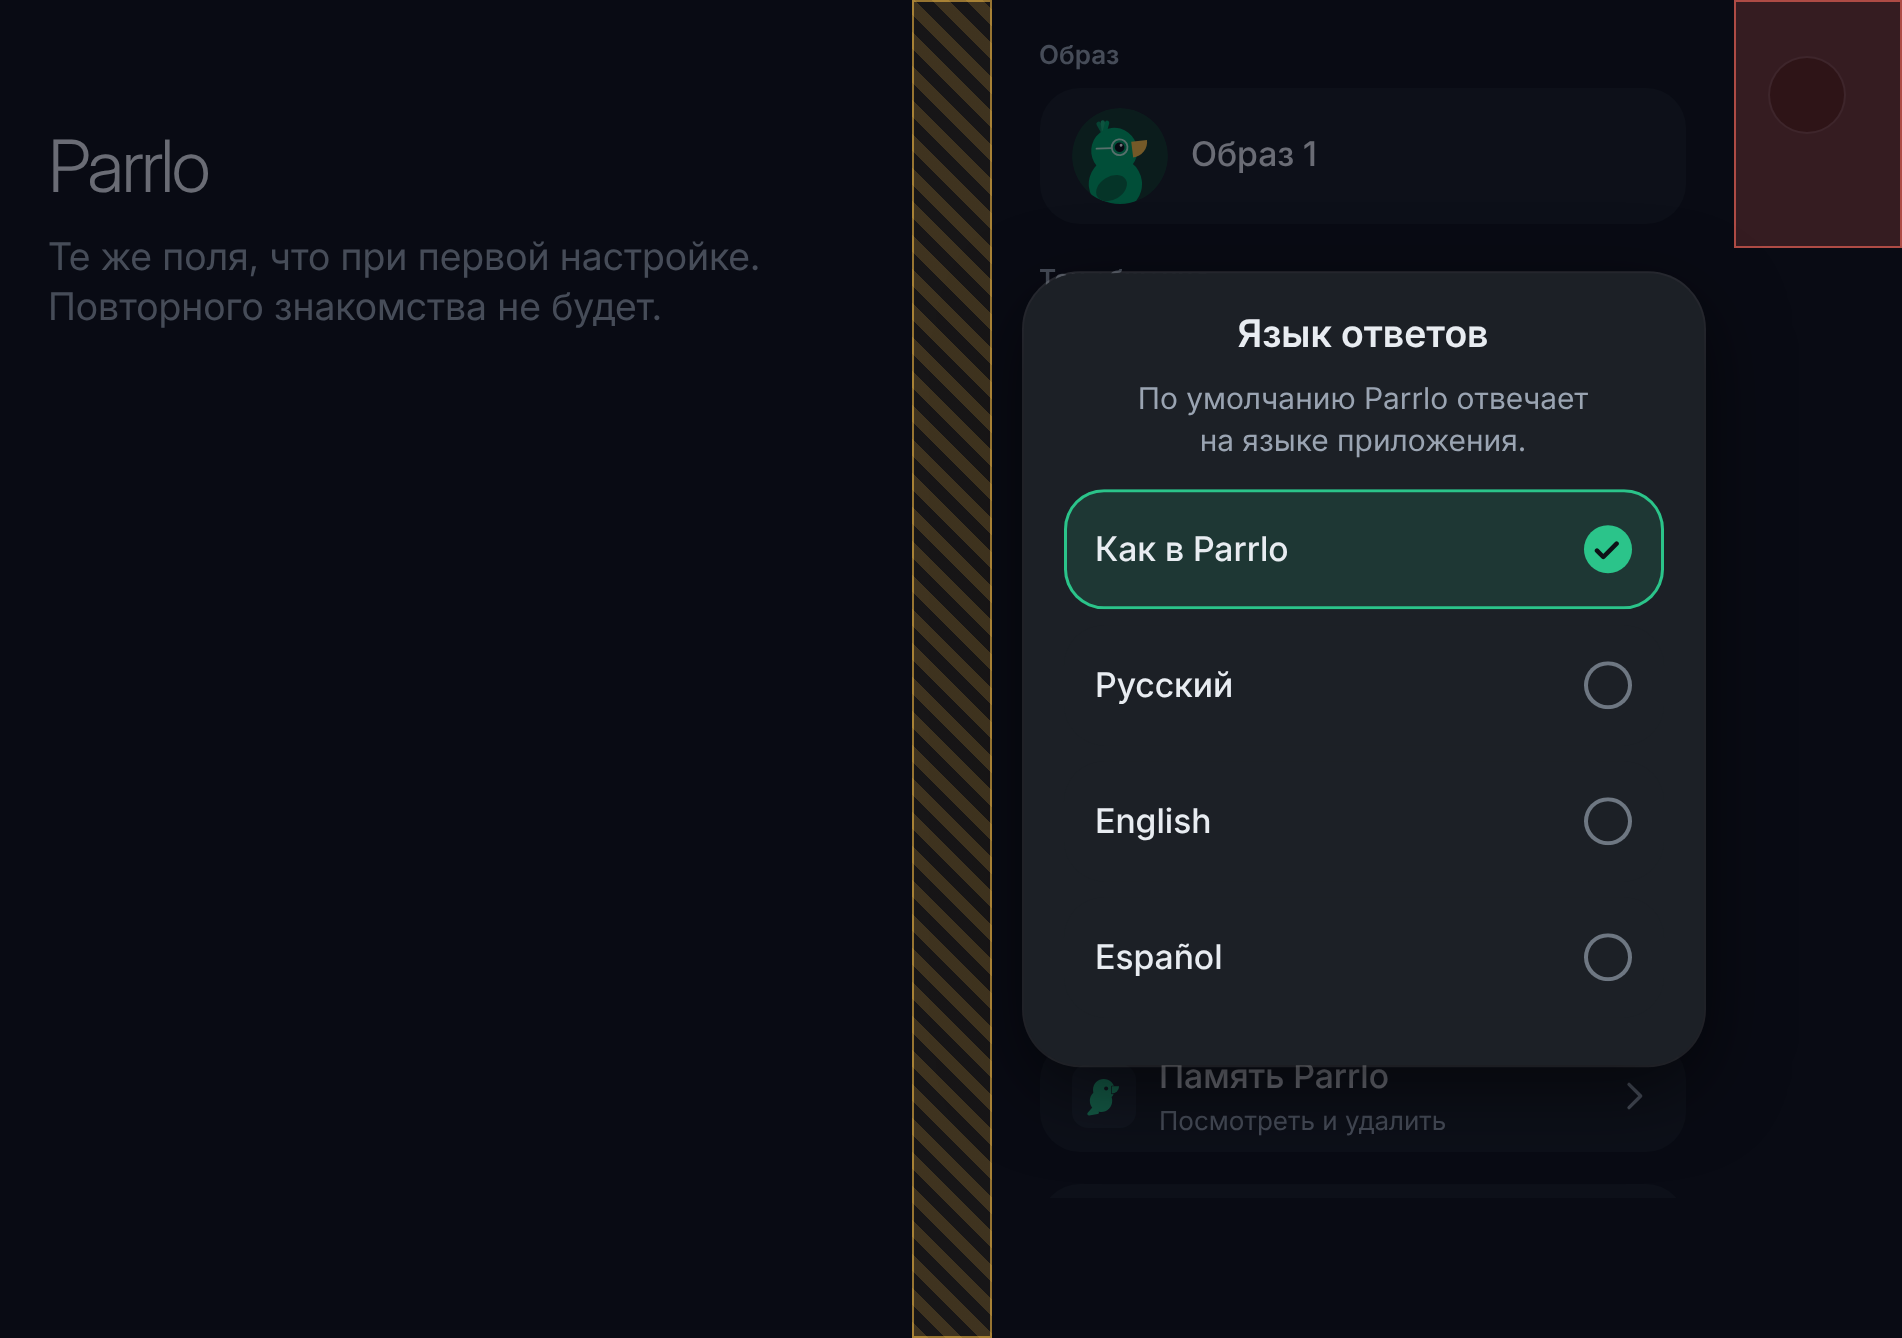 Parrlo
Те же поля, что при первой настройке.
Повторного знакомства не будет.
Образ
Образ 1
Язык ответов
По умолчанию Parrlo отвечает
на языке приложения.
Как в Parrlo
Русский
English
Español
Память Parrlo
Посмотреть и удалить